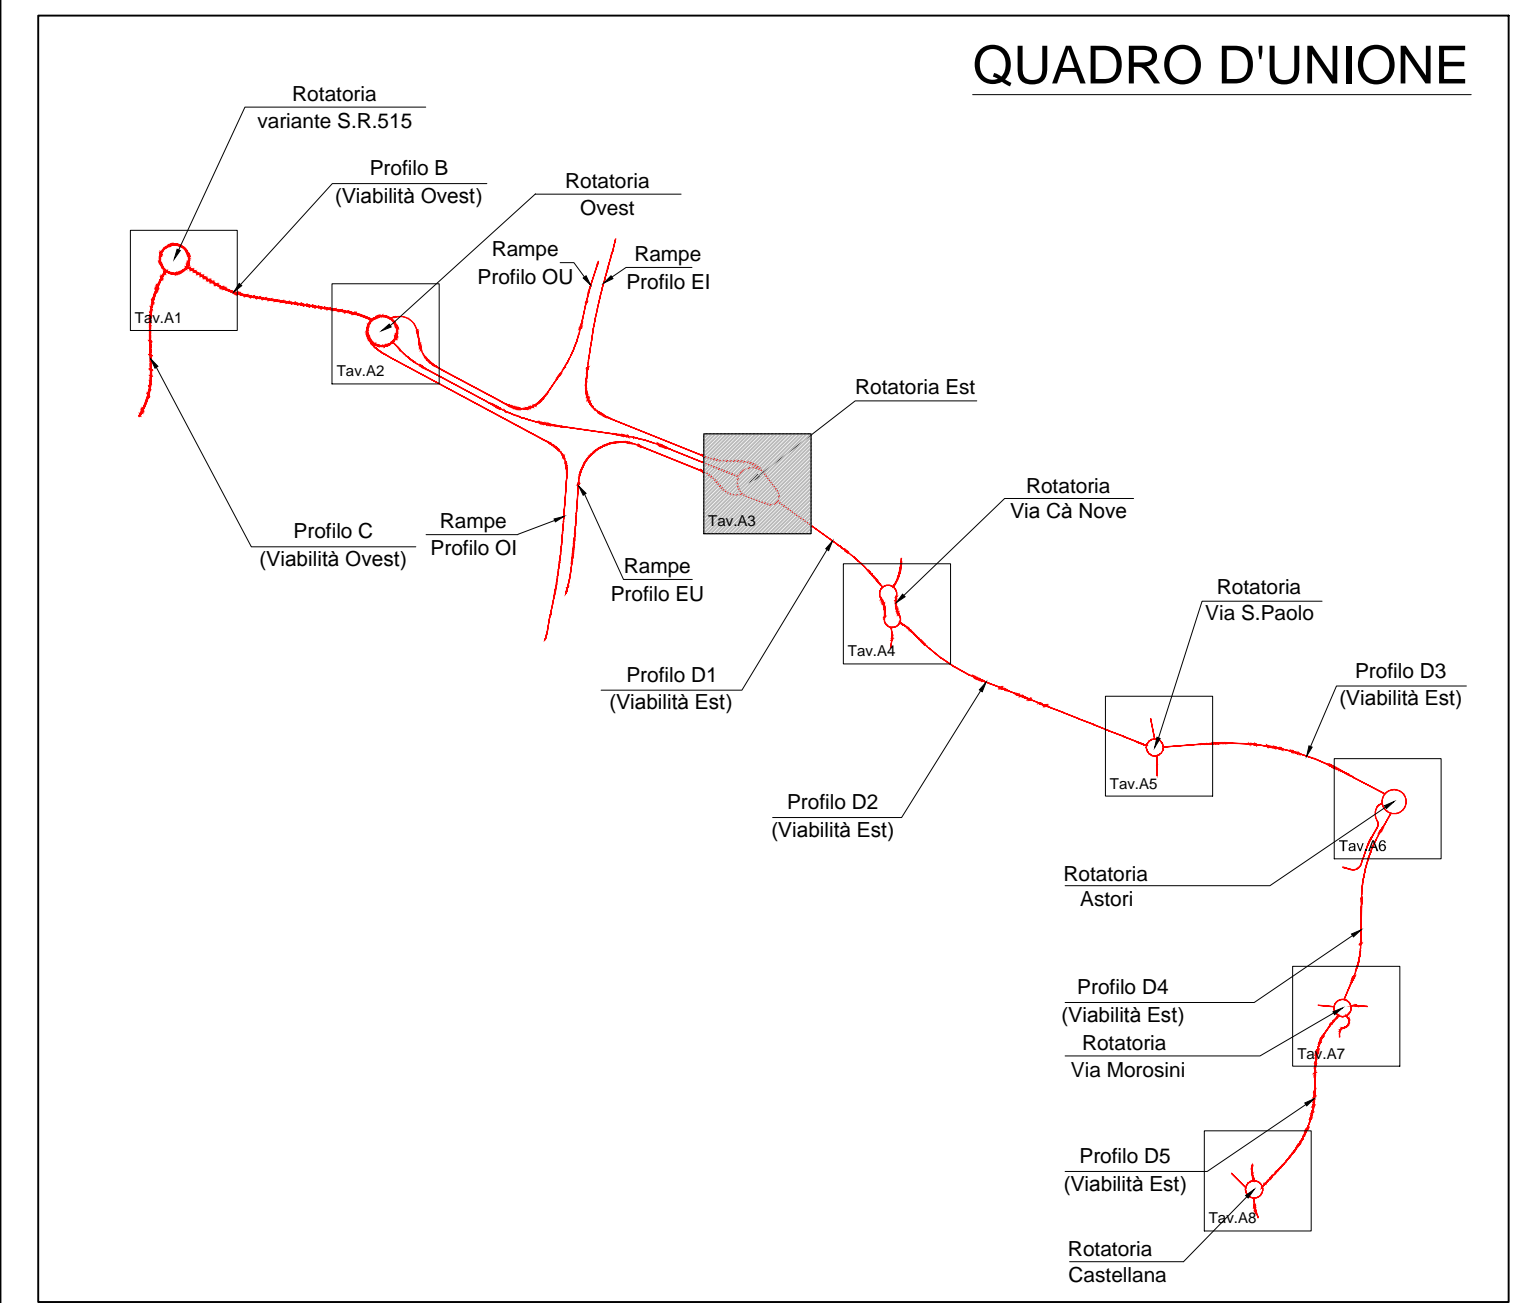 QUADRO D'UNIONE
Rotatoria
variante S.R.515
Profilo B
(Viabilità Ovest)
Rotatoria
Ovest
Rampe
Profilo OU
Rampe
Profilo EI
Tav.A1
Tav.A2
Rotatoria Est
Tav.A3
Rotatoria
Via Cà Nove
Profilo C
(Viabilità Ovest)
Rampe
Profilo OI
Rampe
Profilo EU
Rotatoria
Via S.Paolo
Tav.A4
Profilo D1
(Viabilità Est)
Profilo D3
(Viabilità Est)
Tav.A5
Profilo D2
(Viabilità Est)
Tav.A6
Rotatoria
Astori
Profilo D4
(Viabilità Est)
Rotatoria
Via Morosini
Tav.A7
Profilo D5
(Viabilità Est)
Tav.A8
Rotatoria
Castellana